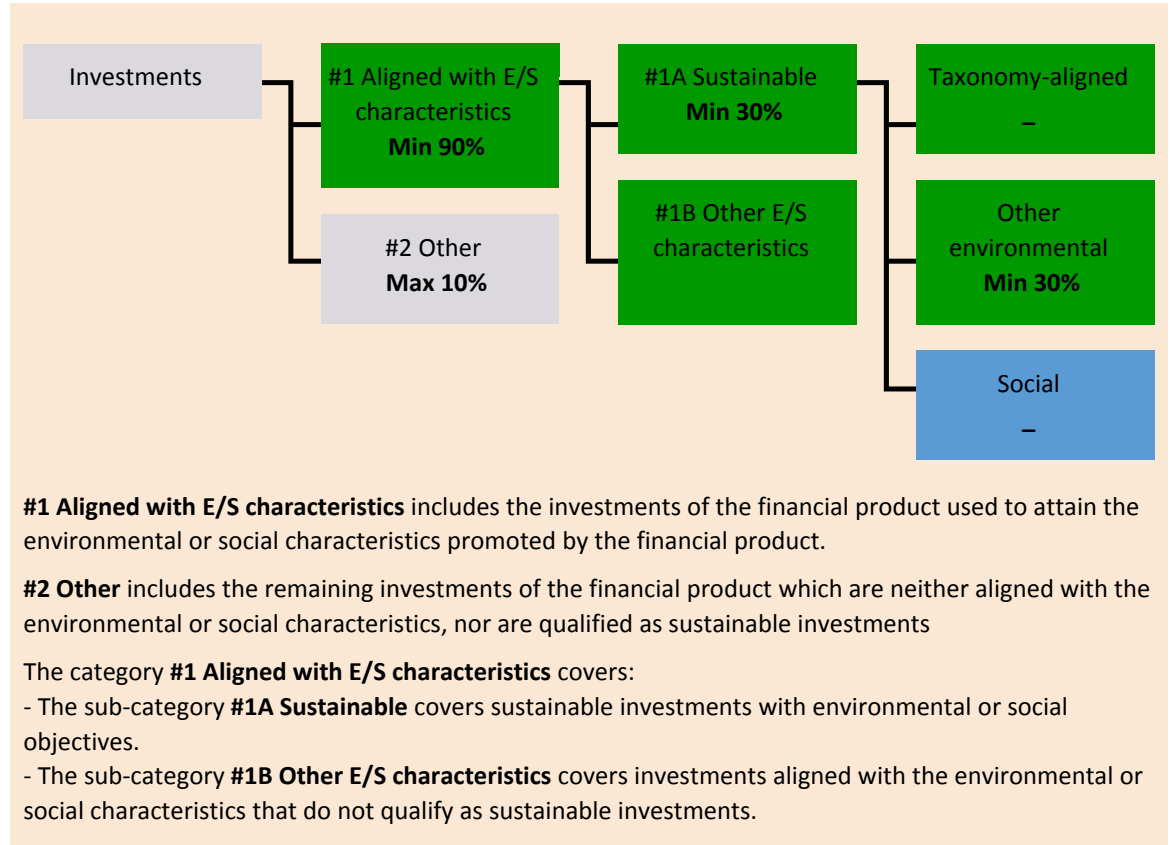 Investments
#1 Aligned with E/S
characteristics
Min 90%
#2 Other
Max 10%
#1A Sustainable
Min 30%
#1B Other E/S
characteristics
Taxonomy-aligned
–
Other
environmental
Min 30%
Social
–
#1 Aligned with E/S characteristics includes the investments of the financial product used to attain the
environmental or social characteristics promoted by the financial product.
#2 Other includes the remaining investments of the financial product which are neither aligned with the
environmental or social characteristics, nor are qualified as sustainable investments
The category #1 Aligned with E/S characteristics covers:
- The sub-category #1A Sustainable covers sustainable investments with environmental or social
objectives.
- The sub-category #1B Other E/S characteristics covers investments aligned with the environmental or
social characteristics that do not qualify as sustainable investments.